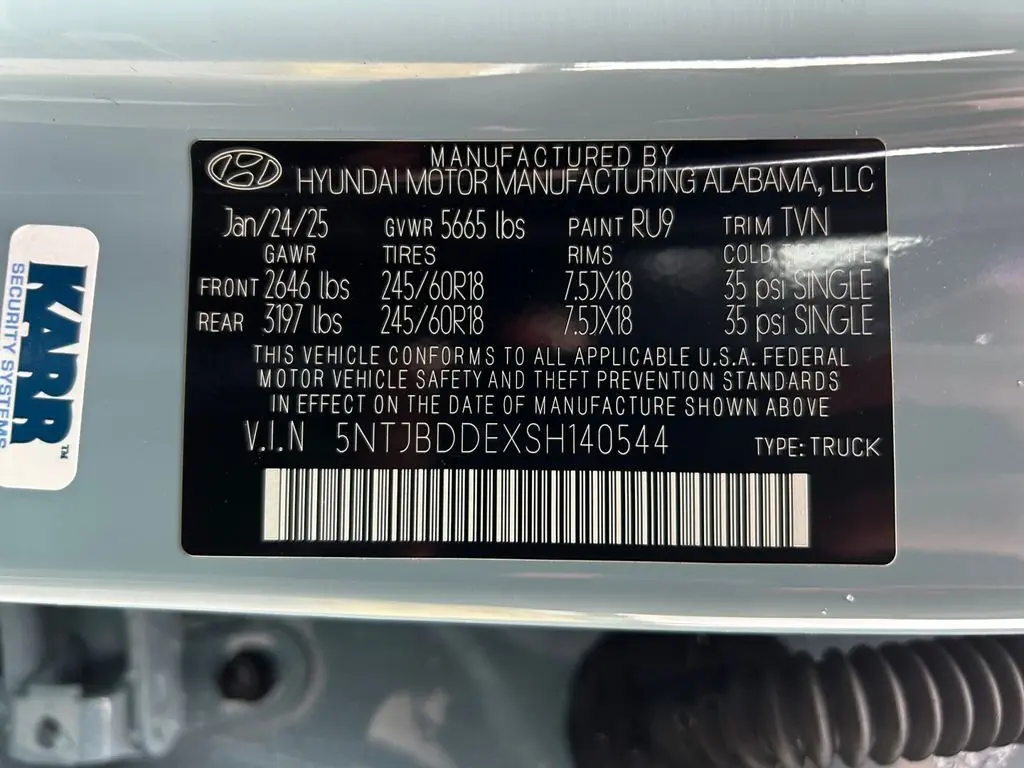 MANUFACTURED BY
HYUNDAI MOTOR MANUFACTURING ALABAMA, LLC
Jan/24/25 GVWR 5665 lbs PAINT RU9 TRIM TVN
GAWR TIRES RIMS COLD
FRONT 2646 lbs 245/60R18 7.5JX18 35 psi SINGLE
REAR 3197 lbs 245/60R18 7.5JX18 35 psi SINGLE
THIS VEHICLE CONFORMS TO ALL APPLICABLE U.S.A. FEDERAL
MOTOR VEHICLE SAFETY AND THEFT PREVENTION STANDARDS
IN EFFECT ON THE DATE OF MANUFACTURE SHOWN ABOVE
V.I.N 5NTJBDDEXSH140544 TYPE: TRUCK
KARR™
SECURITY SYSTEMS